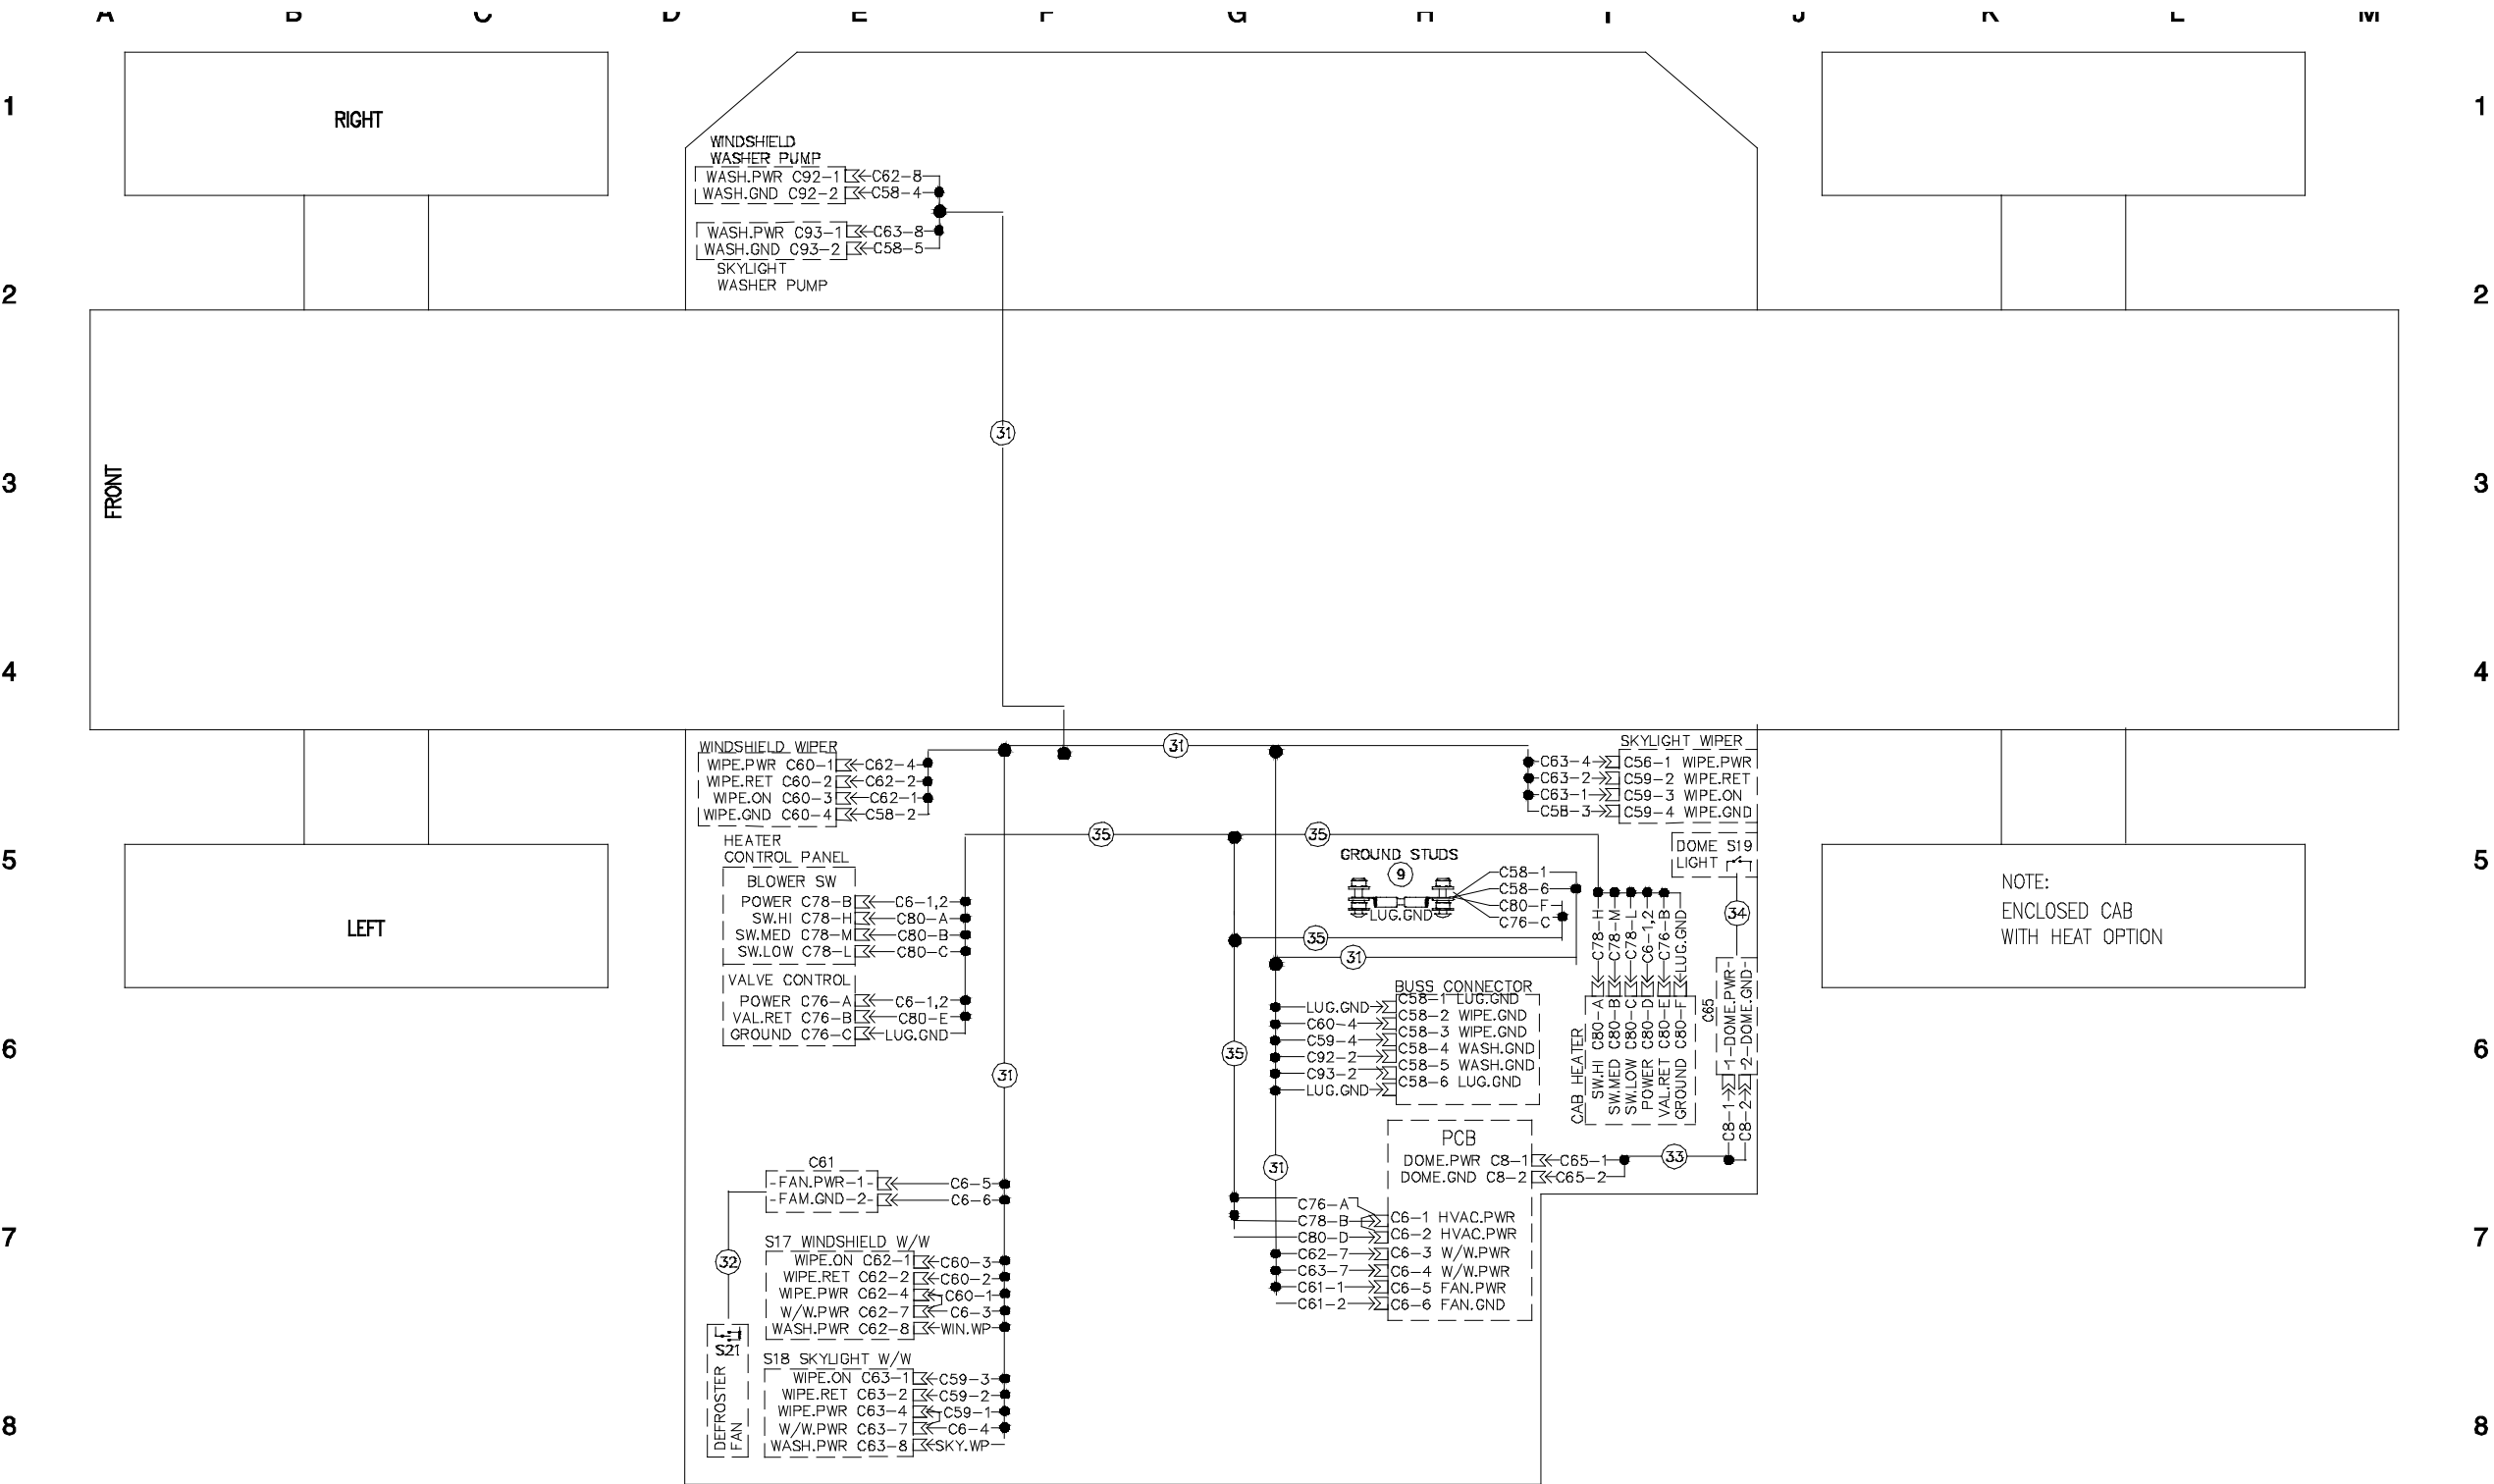 A B C D E F G H I J K L M
1 1
RIGHT
WINDSHIELD
WASHER PUMP
WASH.PWR C92-1 C62-8
WASH.GND C92-2 C58-4
WASH.PWR C93-1 C63-8
WASH.GND C93-2 C58-5
SKYLIGHT
WASHER PUMP
2 2
31
3 3
FRONT
4 4
WINDSHIELD WIPER
WIPE.PWR C60-1 C62-4
WIPE.RET C60-2 C62-2
WIPE.ON C60-3 C62-1
WIPE.GND C60-4 C58-2
31
SKYLIGHT WIPER
C63-4 C56-1 WIPE.PWR
C63-2 C59-2 WIPE.RET
C63-1 C59-3 WIPE.ON
C5B-3 C59-4 WIPE.GND
35 35
5 5
HEATER
CONTROL PANEL
BLOWER SW
POWER C78-B C6-1,2
SW.HI C78-H C80-A
SW.MED C78-M C80-B
SW.LOW C78-L C80-C
VALVE CONTROL
POWER C76-A C6-1,2
VAL.RET C76-B C80-E
GROUND C76-C LUG.GND
LEFT
GROUND STUDS
9
LUG.GND
C58-1
C58-6
C80-F
C76-C
35
31
DOME S19
LIGHT
34
NOTE:
ENCLOSED CAB
WITH HEAT OPTION
6 6
31
35
BUSS CONNECTOR
LUG.GND C58-1 LUG.GND
C60-4 C58-2 WIPE.GND
C59-4 C58-3 WIPE.GND
C92-2 C58-4 WASH.GND
C93-2 C58-5 WASH.GND
LUG.GND C58-6 LUG.GND
CAB HEATER
SW.HI C80-A C78-H
SW.MED C80-B C78-M
SW.LOW C80-C C78-L
POWER C80-D C6-1,2
VAL.RET C80-E C76-B
GROUND C80-F LUG.GND
C65
C8-1 -1-DOME.PWR-
C8-2 -2-DOME.GND-
31
PCB
DOME.PWR C8-1 C65-1
DOME.GND C8-2 C65-2
33
C61
-FAN.PWR-1- C6-5
-FAM.GND-2- C6-6
7 7
C76-A
C78-B C6-1 HVAC.PWR
C80-D C6-2 HVAC.PWR
C62-7 C6-3 W/W.PWR
C63-7 C6-4 W/W.PWR
C61-1 C6-5 FAN.PWR
C61-2 C6-6 FAN.GND
32
S17 WINDSHIELD W/W
WIPE.ON C62-1 C60-3
WIPE.RET C62-2 C60-2
WIPE.PWR C62-4 C60-1
W/W.PWR C62-7 C6-3
WASH.PWR C62-8 WIN.WP
S21
DEFROSTER
FAN
8 8
S18 SKYLIGHT W/W
WIPE.ON C63-1 C59-3
WIPE.RET C63-2 C59-2
WIPE.PWR C63-4 C59-1
W/W.PWR C63-7 C6-4
WASH.PWR C63-8 SKY.WP